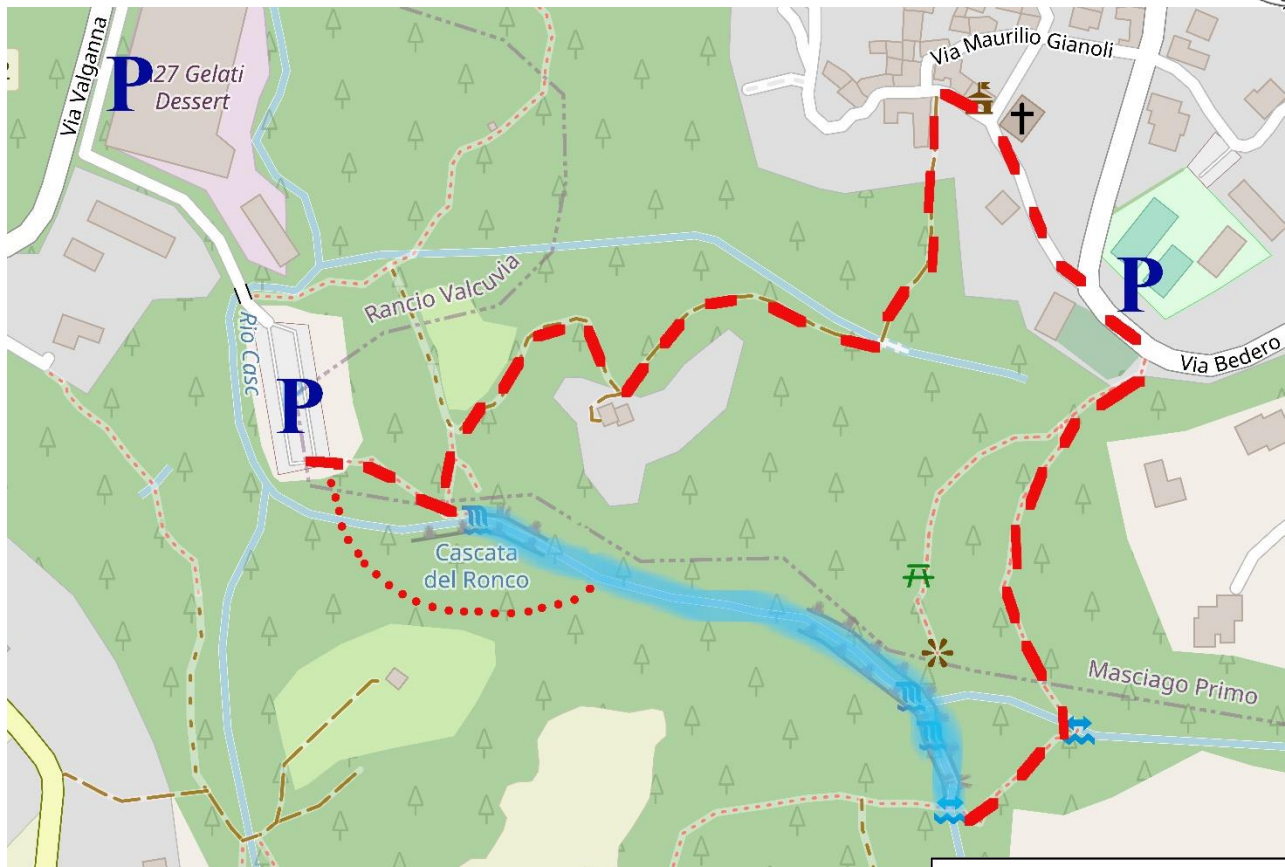 Via Valganna
P
27 Gelati
Dessert
Via Maurilio Gianoli
Rancio Valcuvia
P
Via Bedero
Rio Casc
P
Cascata
del Ronco
Masciago Primo
2